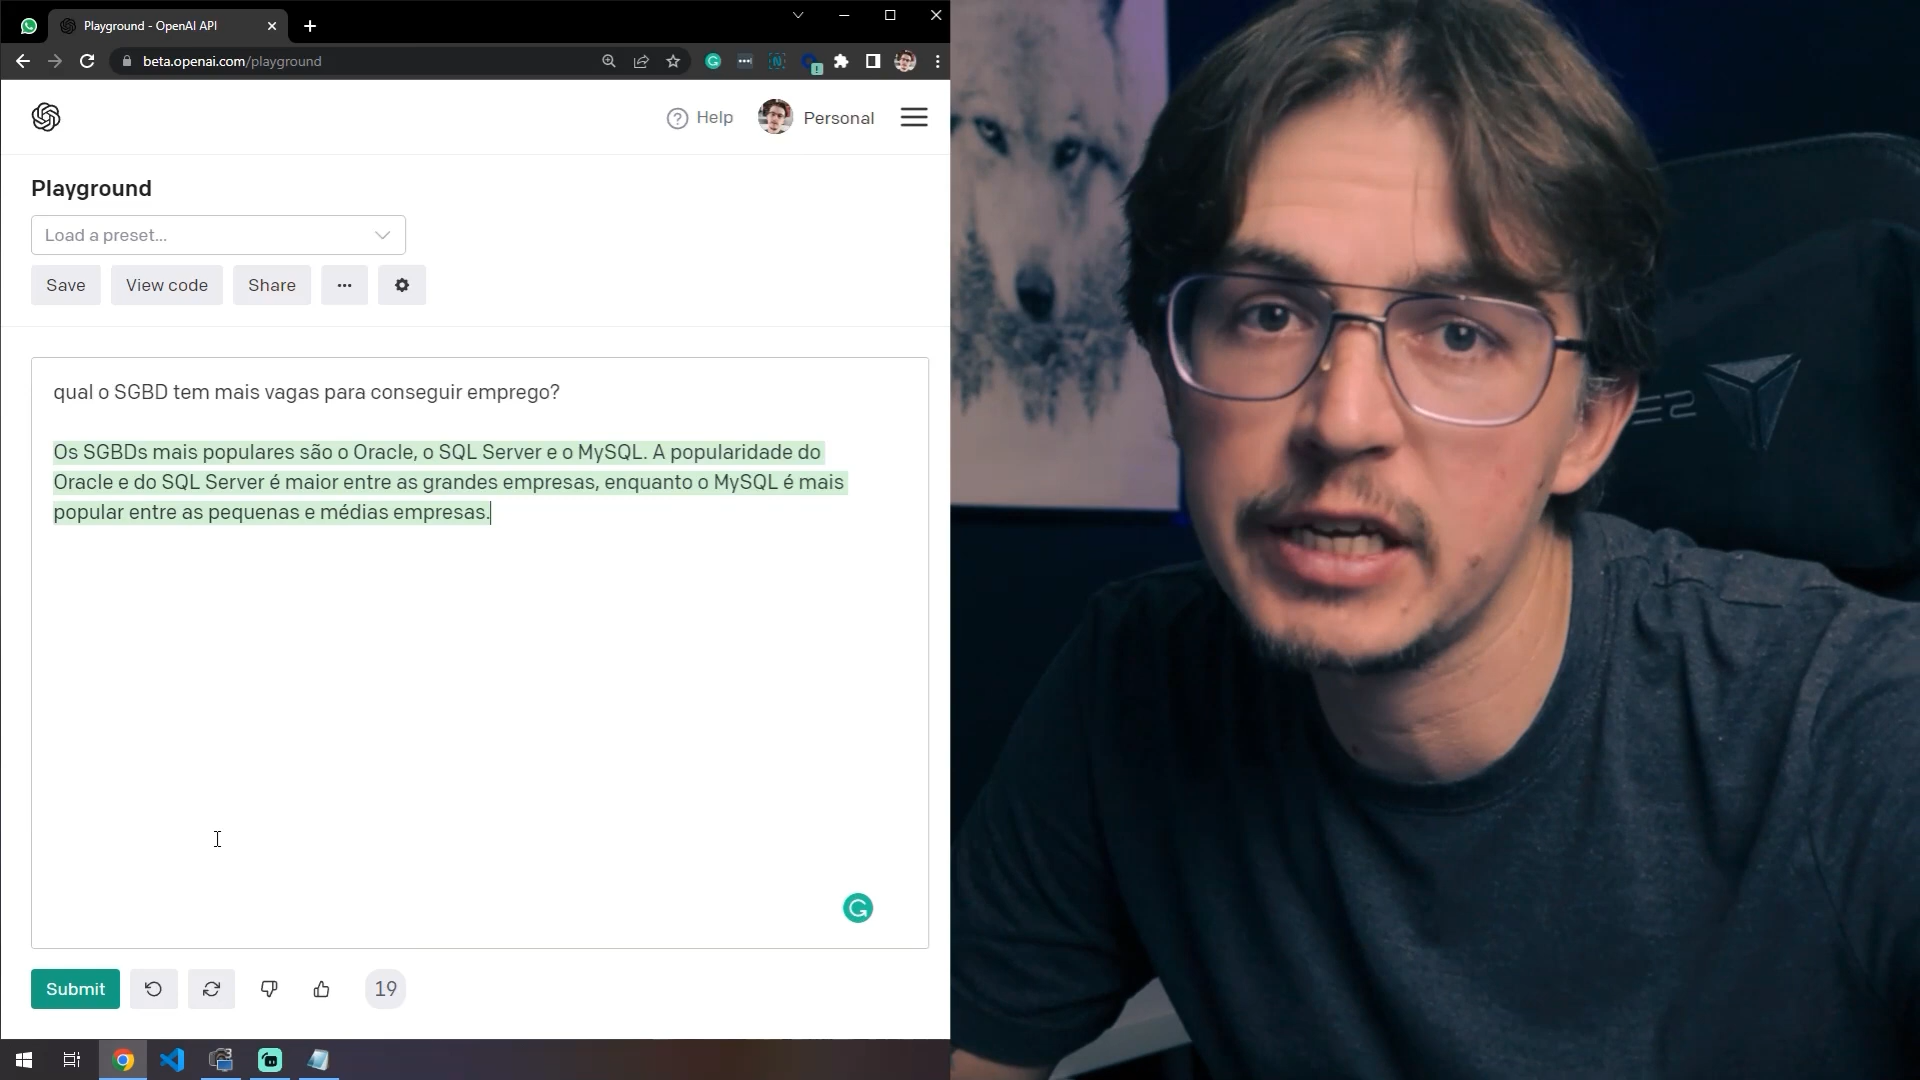 Playground - OpenAI API
beta.openai.com/playground
Help
Personal
Playground
Load a preset...
Save
View code
Share
qual o SGBD tem mais vagas para conseguir emprego?
Os SGBDs mais populares são o Oracle, o SQL Server e o MySQL. A popularidade do
Oracle e do SQL Server é maior entre as grandes empresas, enquanto o MySQL é mais
popular entre as pequenas e médias empresas.
Submit
19